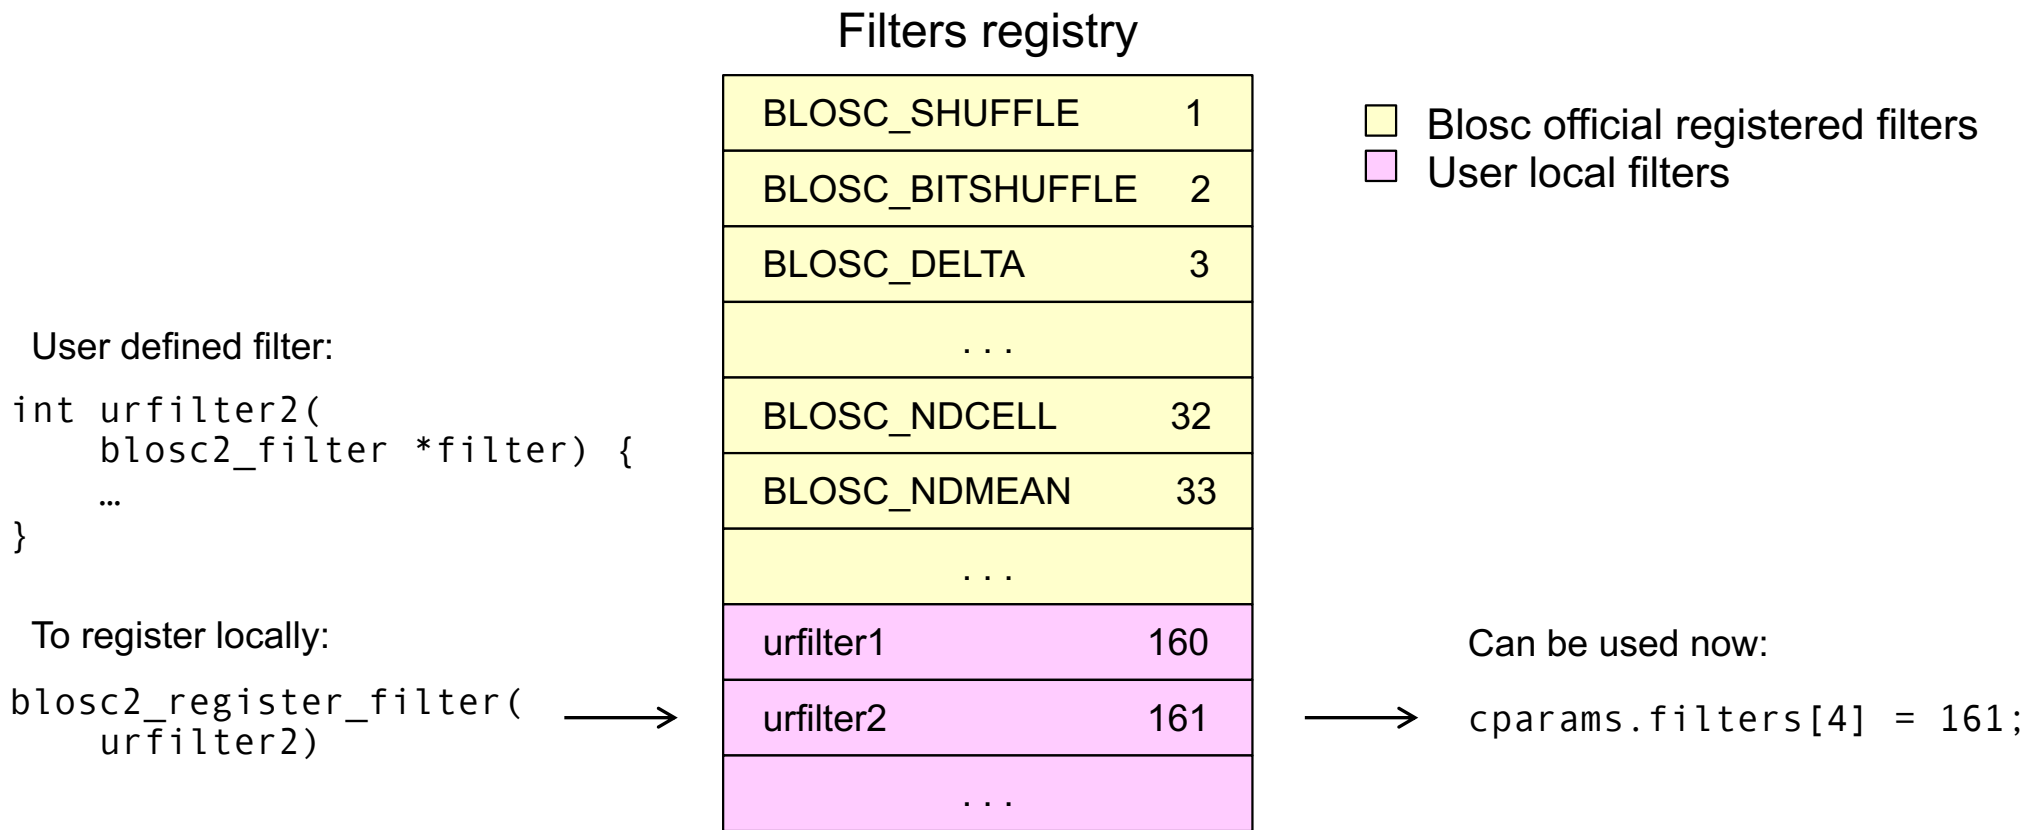 Filters registry
BLOSC_SHUFFLE 1
BLOSC_BITSHUFFLE 2
BLOSC_DELTA 3
. . .
BLOSC_NDCELL 32
BLOSC_NDMEAN 33
. . .
urfilter1 160
urfilter2 161
. . .
Blosc official registered filters
User local filters
User defined filter:
int urfilter2(
    blosc2_filter *filter) {
    …
}
To register locally:
blosc2_register_filter(
    urfilter2)
Can be used now:
cparams.filters[4] = 161;